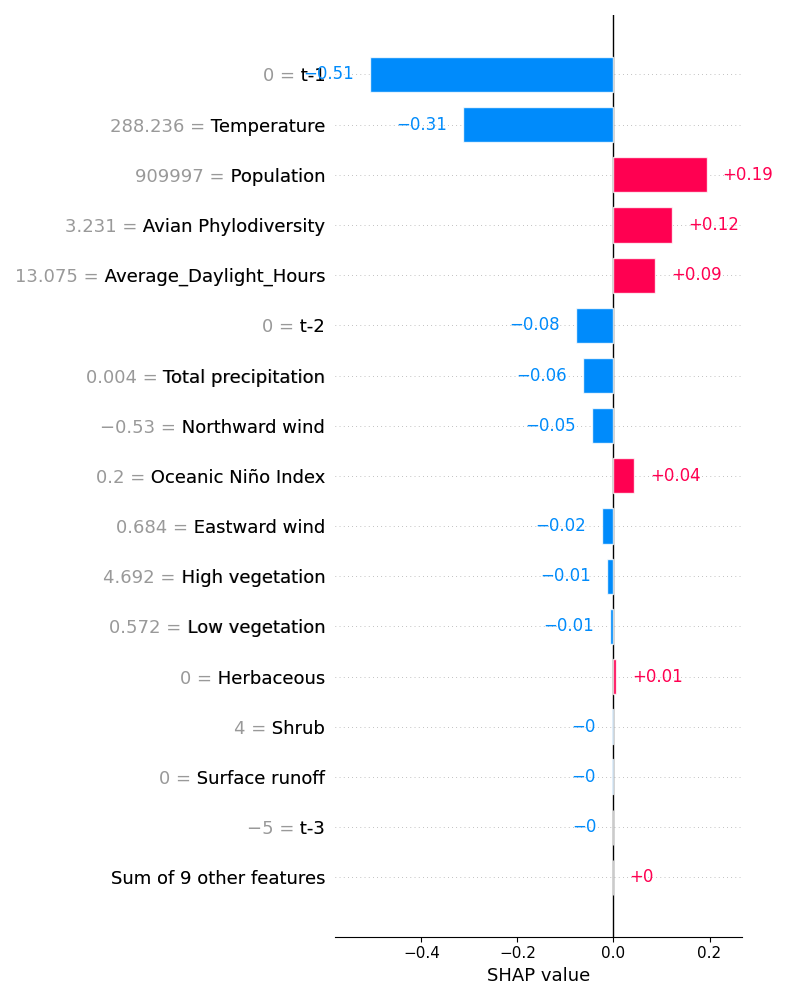 0 = t-1 −0.51
288.236 = Temperature −0.31
909997 = Population +0.19
3.231 = Avian Phylodiversity +0.12
13.075 = Average_Daylight_Hours +0.09
0 = t-2 −0.08
0.004 = Total precipitation −0.06
−0.53 = Northward wind −0.05
0.2 = Oceanic Niño Index +0.04
0.684 = Eastward wind −0.02
4.692 = High vegetation −0.01
0.572 = Low vegetation −0.01
0 = Herbaceous +0.01
4 = Shrub −0
0 = Surface runoff −0
−5 = t-3 −0
Sum of 9 other features +0
−0.4 −0.2 0.0 0.2
SHAP value